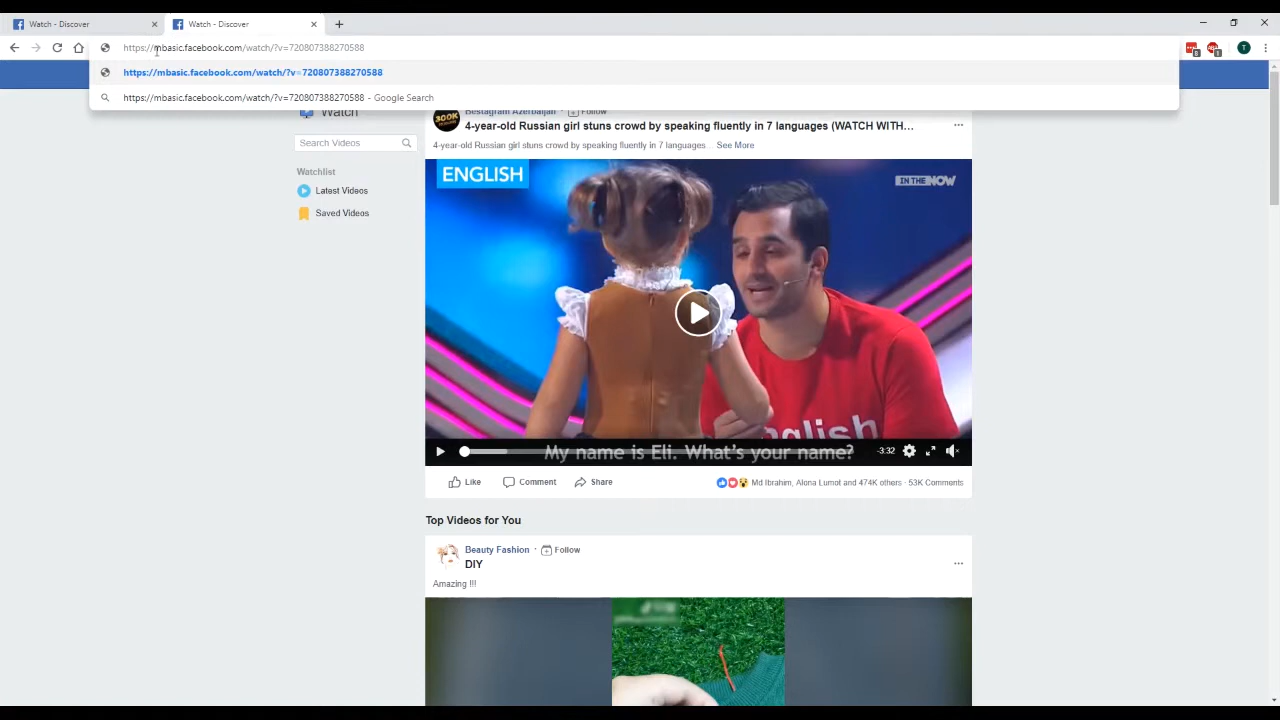 Watch - Discover
Watch - Discover
https://mbasic.facebook.com/watch/?v=720807388270588
https://mbasic.facebook.com/watch/?v=720807388270588
https://mbasic.facebook.com/watch/?v=720807388270588 - Google Search
8
1
T
Watch
Search Videos
Watchlist
Latest Videos
Saved Videos
300K
Bestagram Azerbaijan · Follow
4-year-old Russian girl stuns crowd by speaking fluently in 7 languages (WATCH WITH…
4-year-old Russian girl stuns crowd by speaking fluently in 7 languages... See More
ENGLISH
IN THE NOW
nglish
My name is Eli. What's your name?
-3:32
Like Comment Share
Md Ibrahim, Alona Lumot and 474K others · 53K Comments
Top Videos for You
Beauty Fashion · Follow
DIY
Amazing !!!